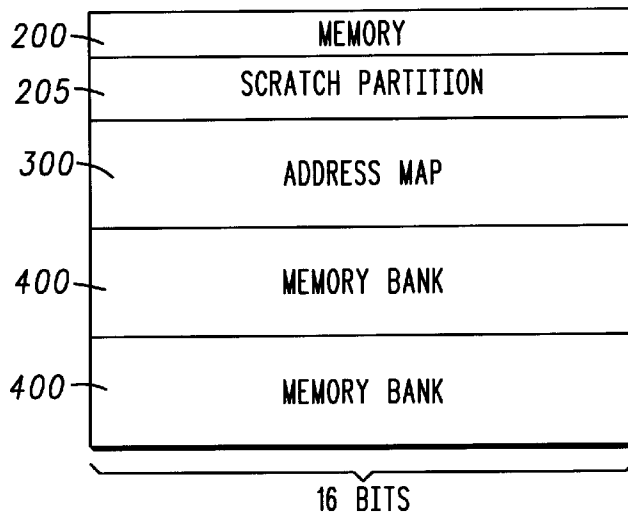 200 MEMORY
205 SCRATCH PARTITION
300 ADDRESS MAP
400 MEMORY BANK
400 MEMORY BANK
16 BITS